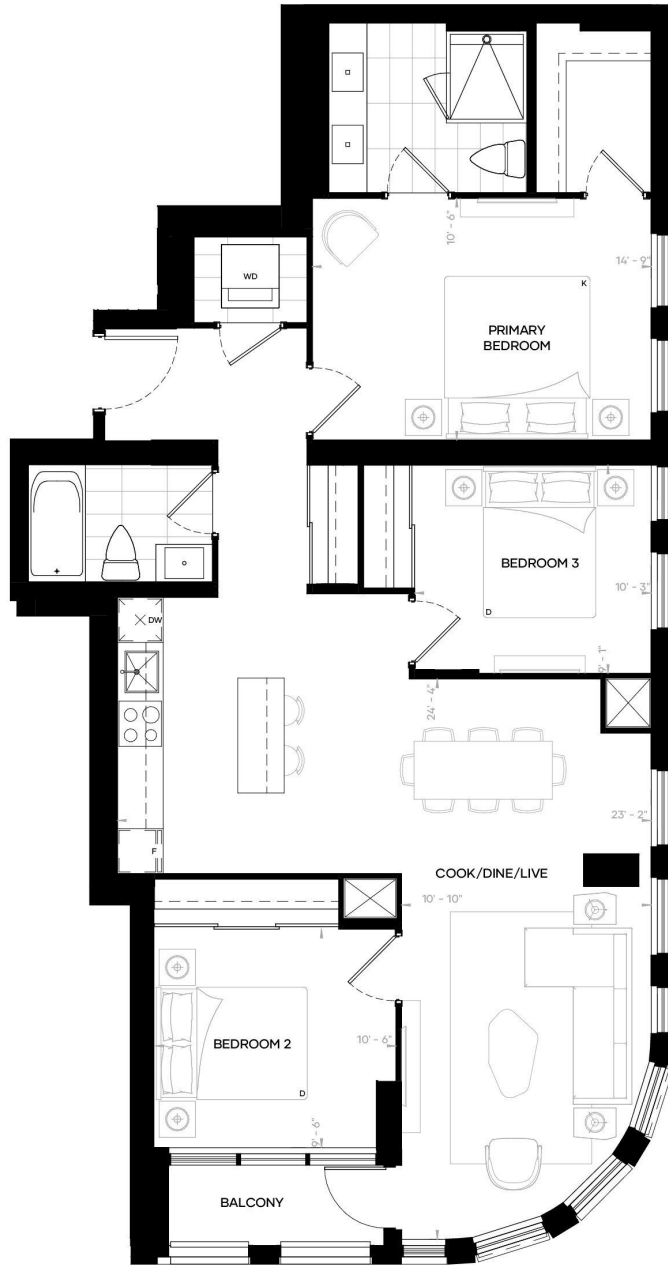 10' - 6"
14' - 9"
WD
K
PRIMARY
BEDROOM
BEDROOM 3
10' - 3"
D
DW
9' - 1"
24' - 4"
23' - 2"
F
COOK/DINE/LIVE
10' - 10"
BEDROOM 2
10' - 6"
D
9' - 6"
BALCONY